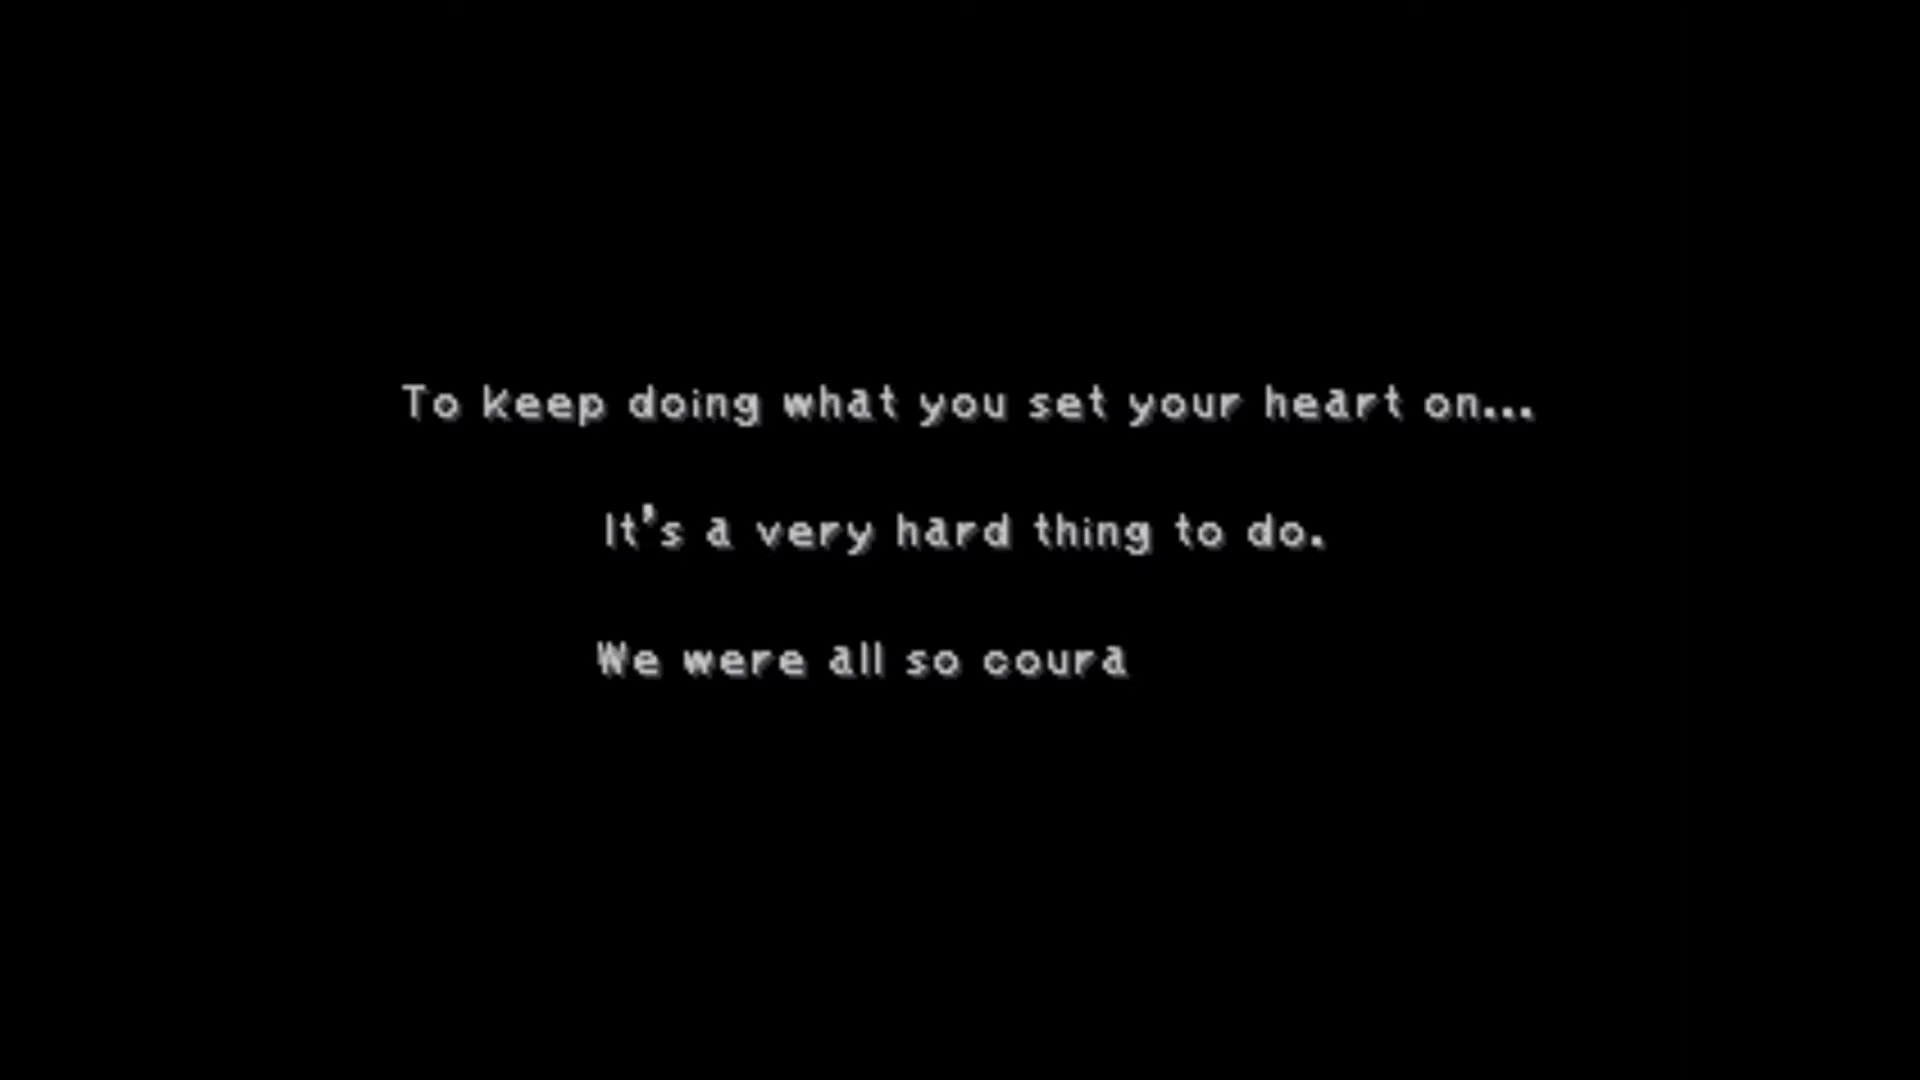 To keep doing what you set your heart on...
It's a very hard thing to do.
We were all so coura